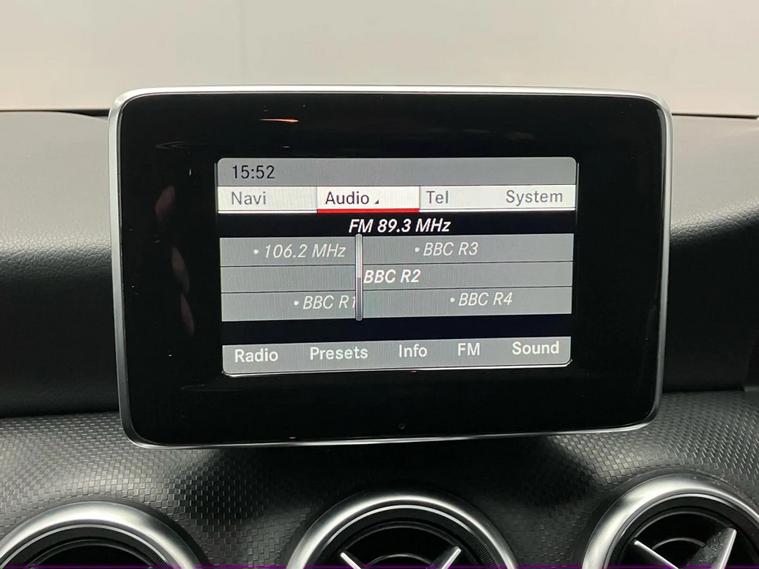 15:52
Navi Audio Tel System
FM 89.3 MHz
• 106.2 MHz • BBC R3
BBC R2
• BBC R1 • BBC R4
Radio Presets Info FM Sound